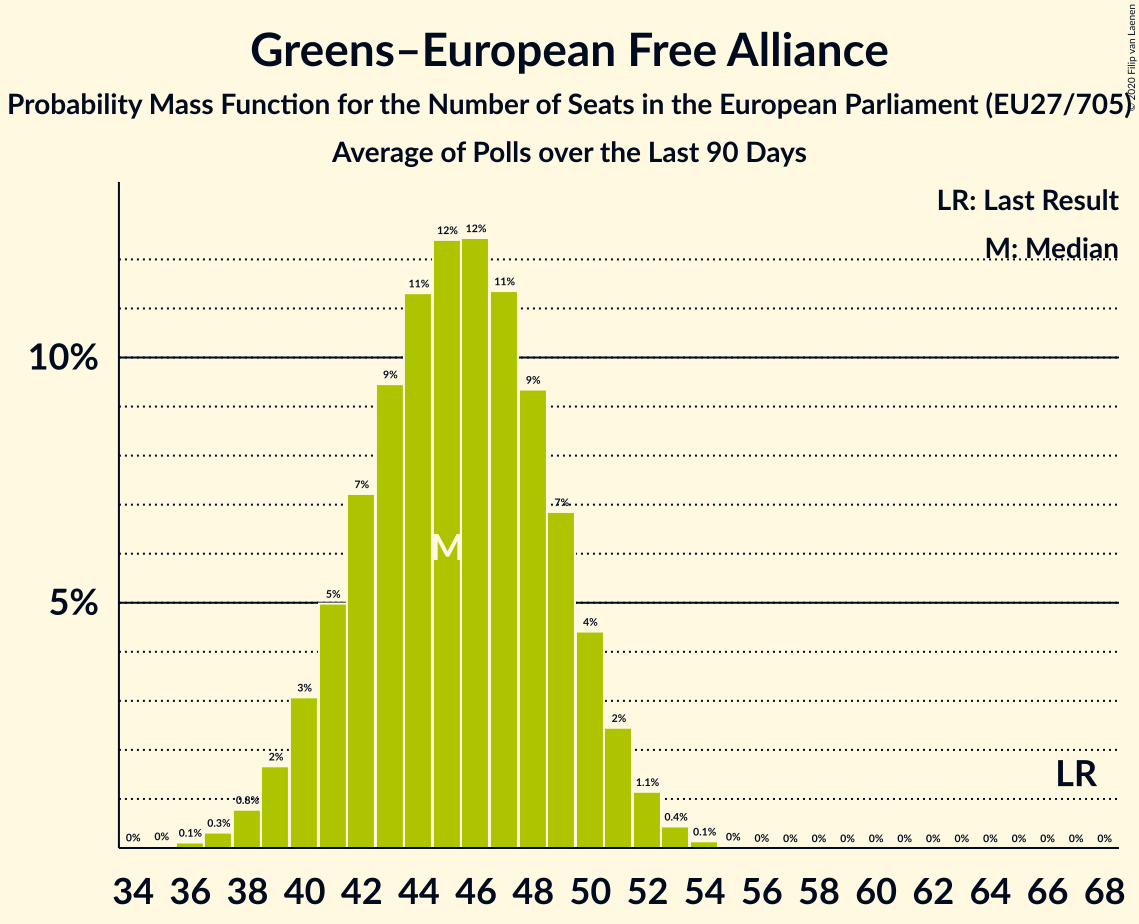 Greens–European Free Alliance
Probability Mass Function for the Number of Seats in the European Parliament (EU27/705)
Average of Polls over the Last 90 Days
© 2020 Filip van Laenen
LR: Last Result
M: Median
10%
5%
0% 0% 0.1% 0.3% 0.8% 2% 3% 5% 7% 9% 11% 12% 12% 11% 9% 7% 4% 2% 1.1% 0.4% 0.1% 0% 0% 0% 0% 0% 0% 0% 0% 0% 0% 0% 0% 0% 0%
M
LR
34 36 38 40 42 44 46 48 50 52 54 56 58 60 62 64 66 68